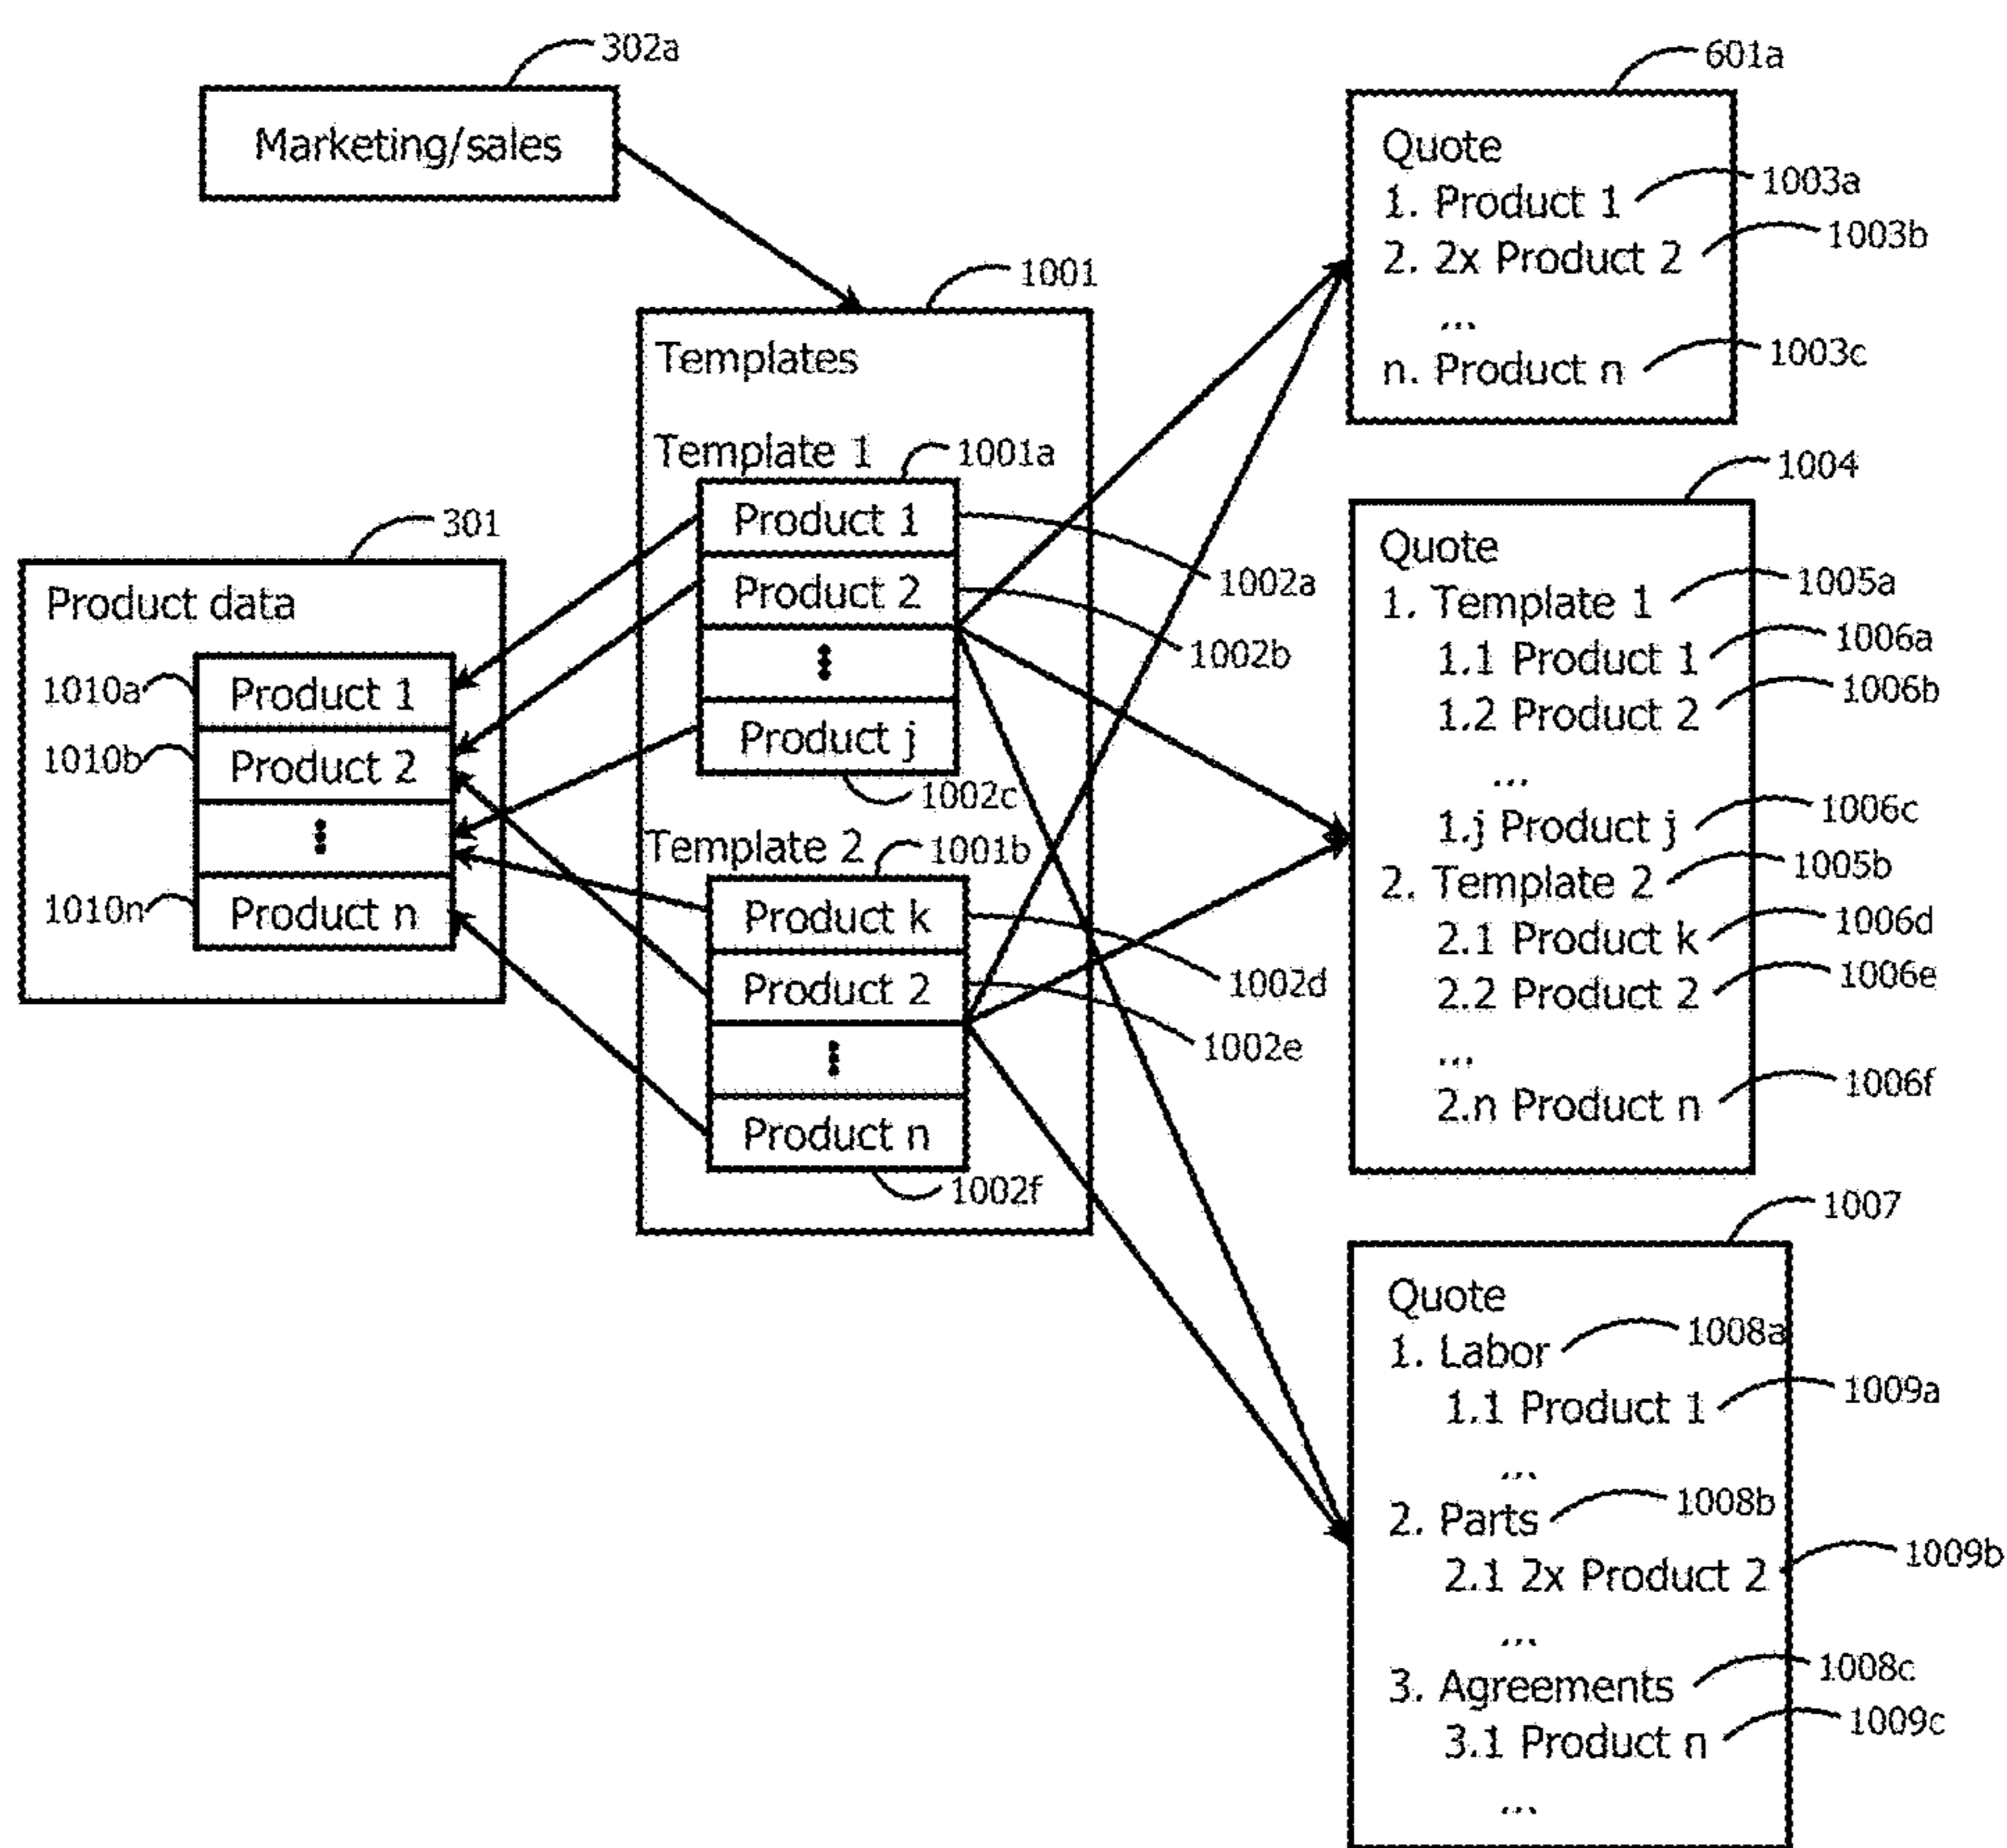 302a
Marketing/sales
1001
Templates
Template 1
1001a
Product 1
1002a
Product 2
1002b
Product j
1002c
Template 2
1001b
Product k
1002d
Product 2
1002e
Product n
1002f
301
Product data
1010a
Product 1
1010b
Product 2
1010n
Product n
601a
Quote
1. Product 1 1003a
2. 2x Product 2 1003b
...
n. Product n 1003c
1004
Quote
1. Template 1 1005a
1.1 Product 1 1006a
1.2 Product 2 1006b
...
1.j Product j 1006c
2. Template 2 1005b
2.1 Product k 1006d
2.2 Product 2 1006e
...
2.n Product n 1006f
1007
Quote
1. Labor 1008a
1.1 Product 1 1009a
...
2. Parts 1008b
2.1 2x Product 2 1009b
...
3. Agreements 1008c
3.1 Product n 1009c
...